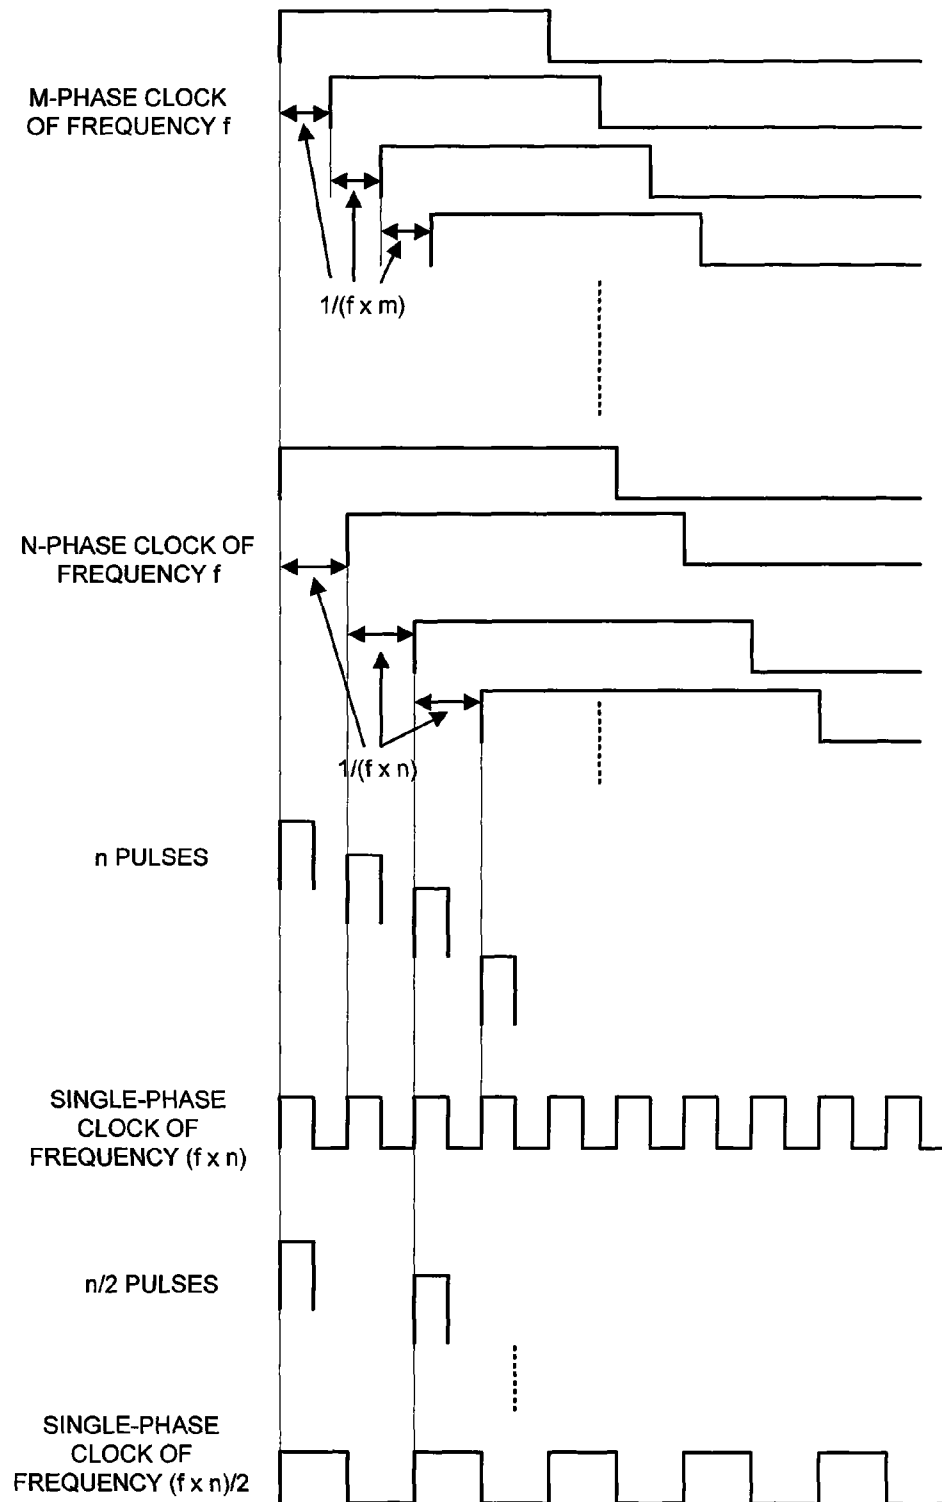 M-PHASE CLOCK
OF FREQUENCY f
1/(f x m)
N-PHASE CLOCK OF
FREQUENCY f
1/(f x n)
n PULSES
SINGLE-PHASE
CLOCK OF
FREQUENCY (f x n)
n/2 PULSES
SINGLE-PHASE
CLOCK OF
FREQUENCY (f x n)/2